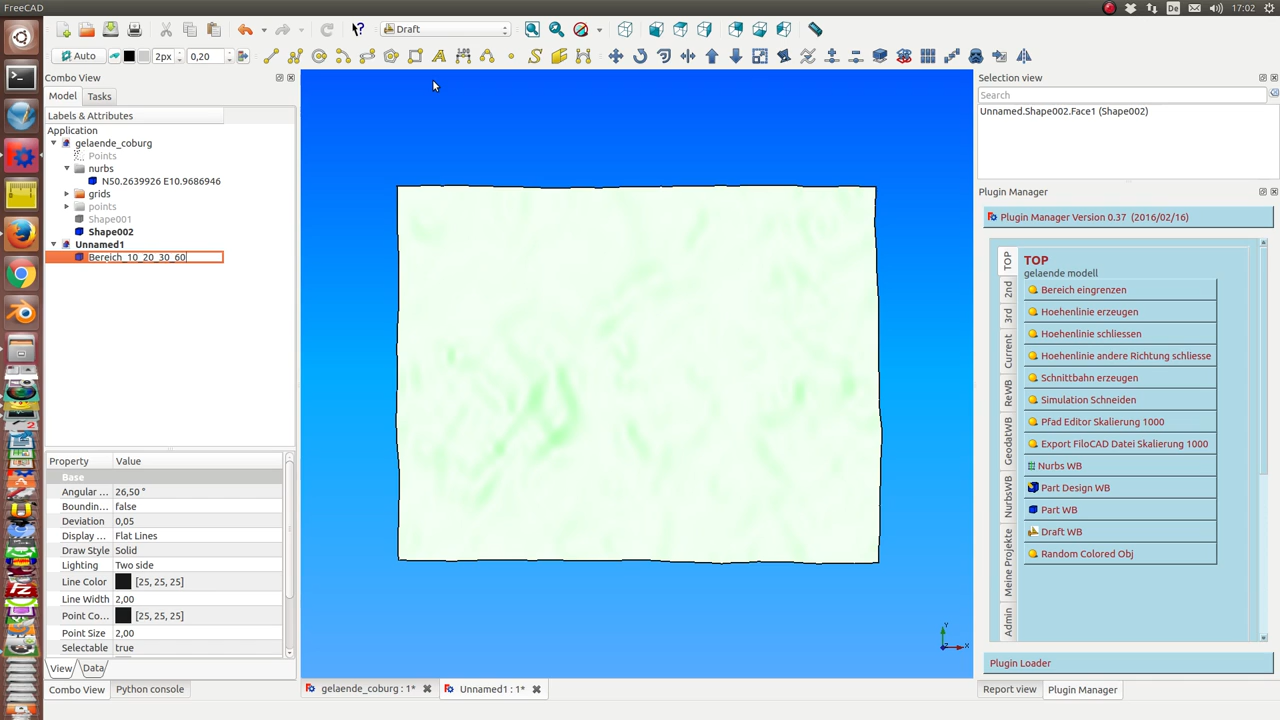 FreeCAD
De
17:02
Draft
Auto
2px
0,20
Combo View
Selection view
Model
Tasks
Search
Labels & Attributes
Unnamed.Shape002.Face1 (Shape002)
Application
gelaende_coburg
Points
nurbs
N50.2639926 E10.9686946
grids
points
Shape001
Shape002
Unnamed1
Bereich_10_20_30_60
Plugin Manager
Plugin Manager Version 0.37 (2016/02/16)
TOP
2nd
3rd
Current
ReWB
GeodatWB
NurbsWB
Meine Projekte
Admin
TOP
gelaende modell
Bereich eingrenzen
Hoehenlinie erzeugen
Hoehenlinie schliessen
Hoehenlinie andere Richtung schliesse
Schnittbahn erzeugen
Simulation Schneiden
Pfad Editor Skalierung 1000
Export FiloCAD Datei Skalierung 1000
Nurbs WB
Part Design WB
Part WB
Draft WB
Random Colored Obj
Property Value
Base
Angular ... 26,50 °
Boundin... false
Deviation 0,05
Display ... Flat Lines
Draw Style Solid
Lighting Two side
Line Color [25, 25, 25]
Line Width 2,00
Point Co... [25, 25, 25]
Point Size 2,00
Selectable true
View Data
Y
Z
X
Plugin Loader
Combo View
Python console
gelaende_coburg : 1*
Unnamed1 : 1*
Report view
Plugin Manager